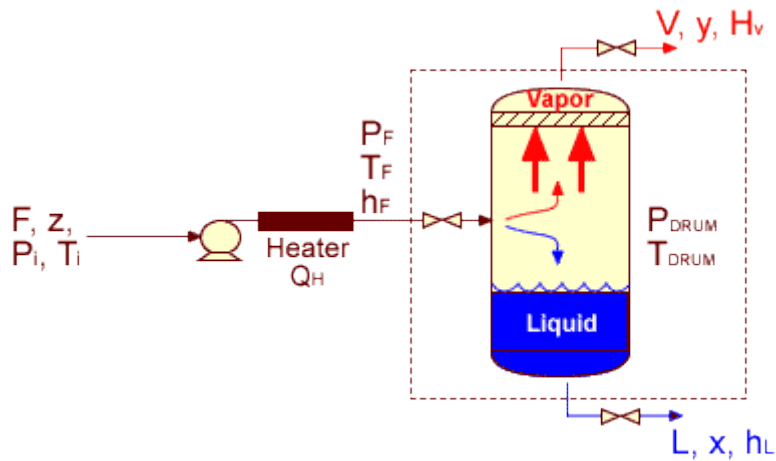 V, y, Hv
Vapor
PF
TF
hF
F, z,
Pi, Ti
Heater
QH
PDRUM
TDRUM
Liquid
L, x, hL